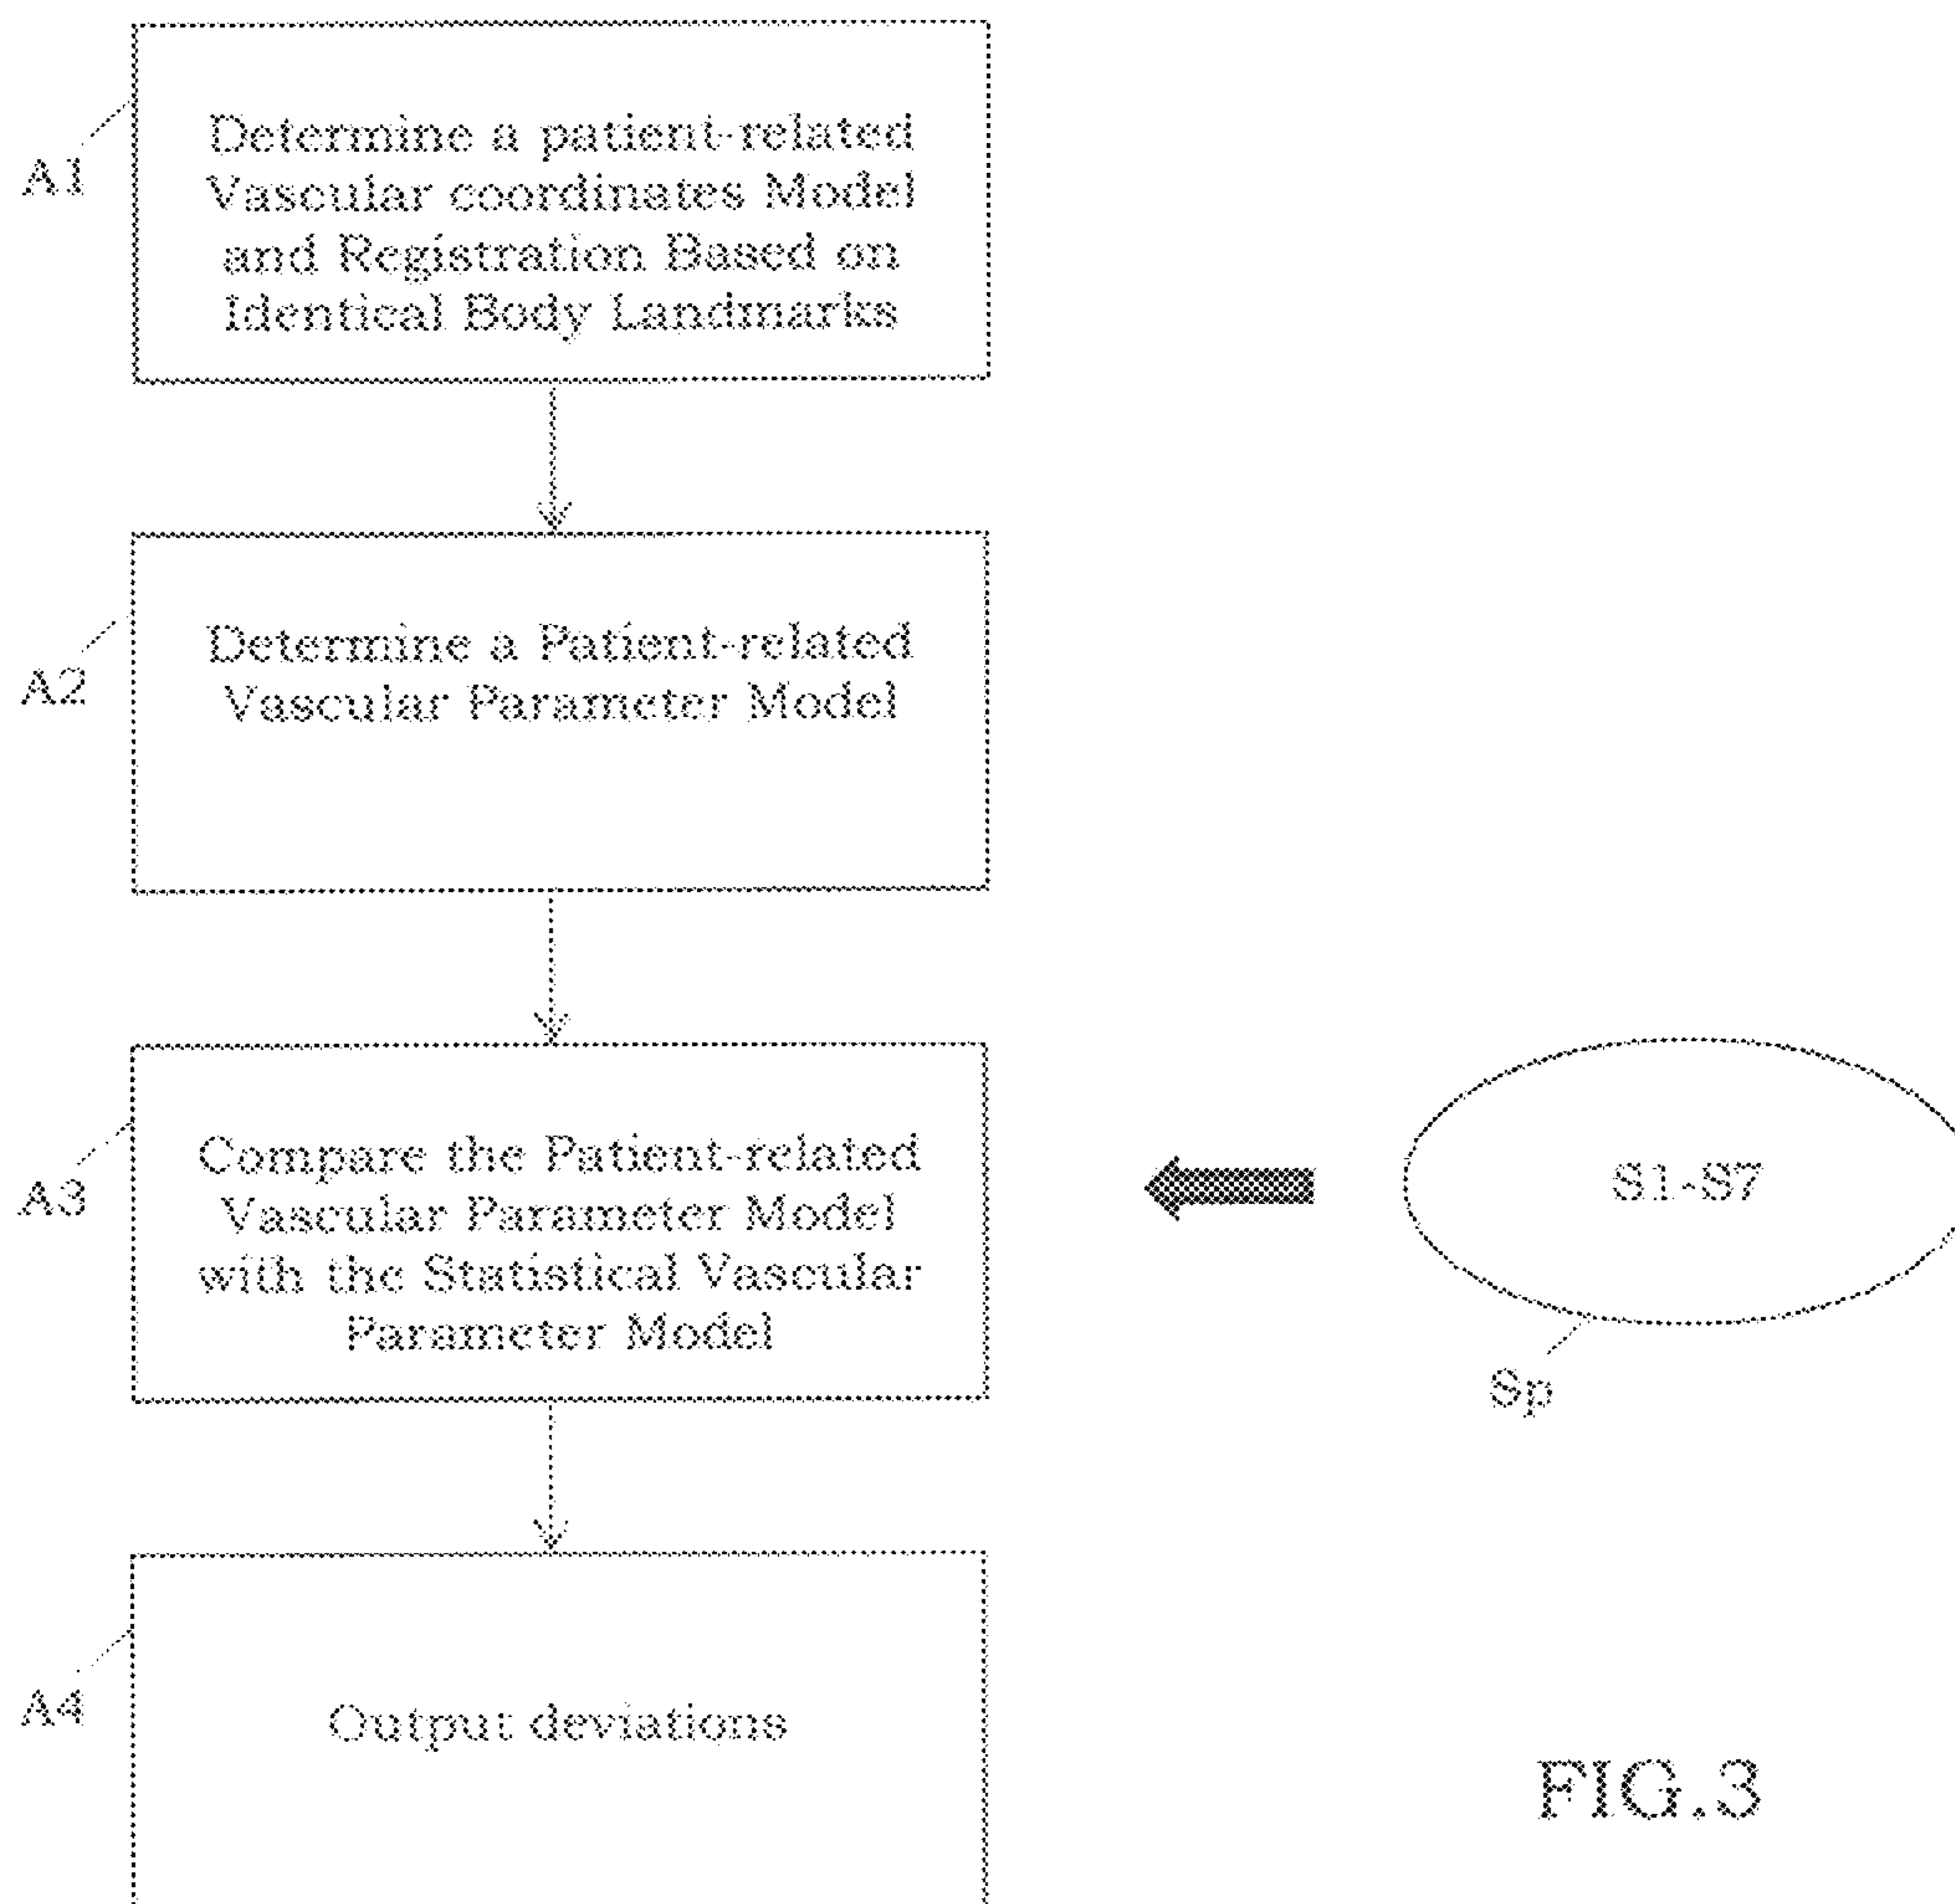 A1
Determine a patient-related
Vascular coordinates Model
and Registration Based on
Identical Body Landmarks
A2
Determine a Patient-related
Vascular Parameter Model
A3
Compare the Patient-related
Vascular Parameter Model
with the Statistical Vascular
Parameter Model
S1-S7
Sp
A4
Output deviations
FIG.3